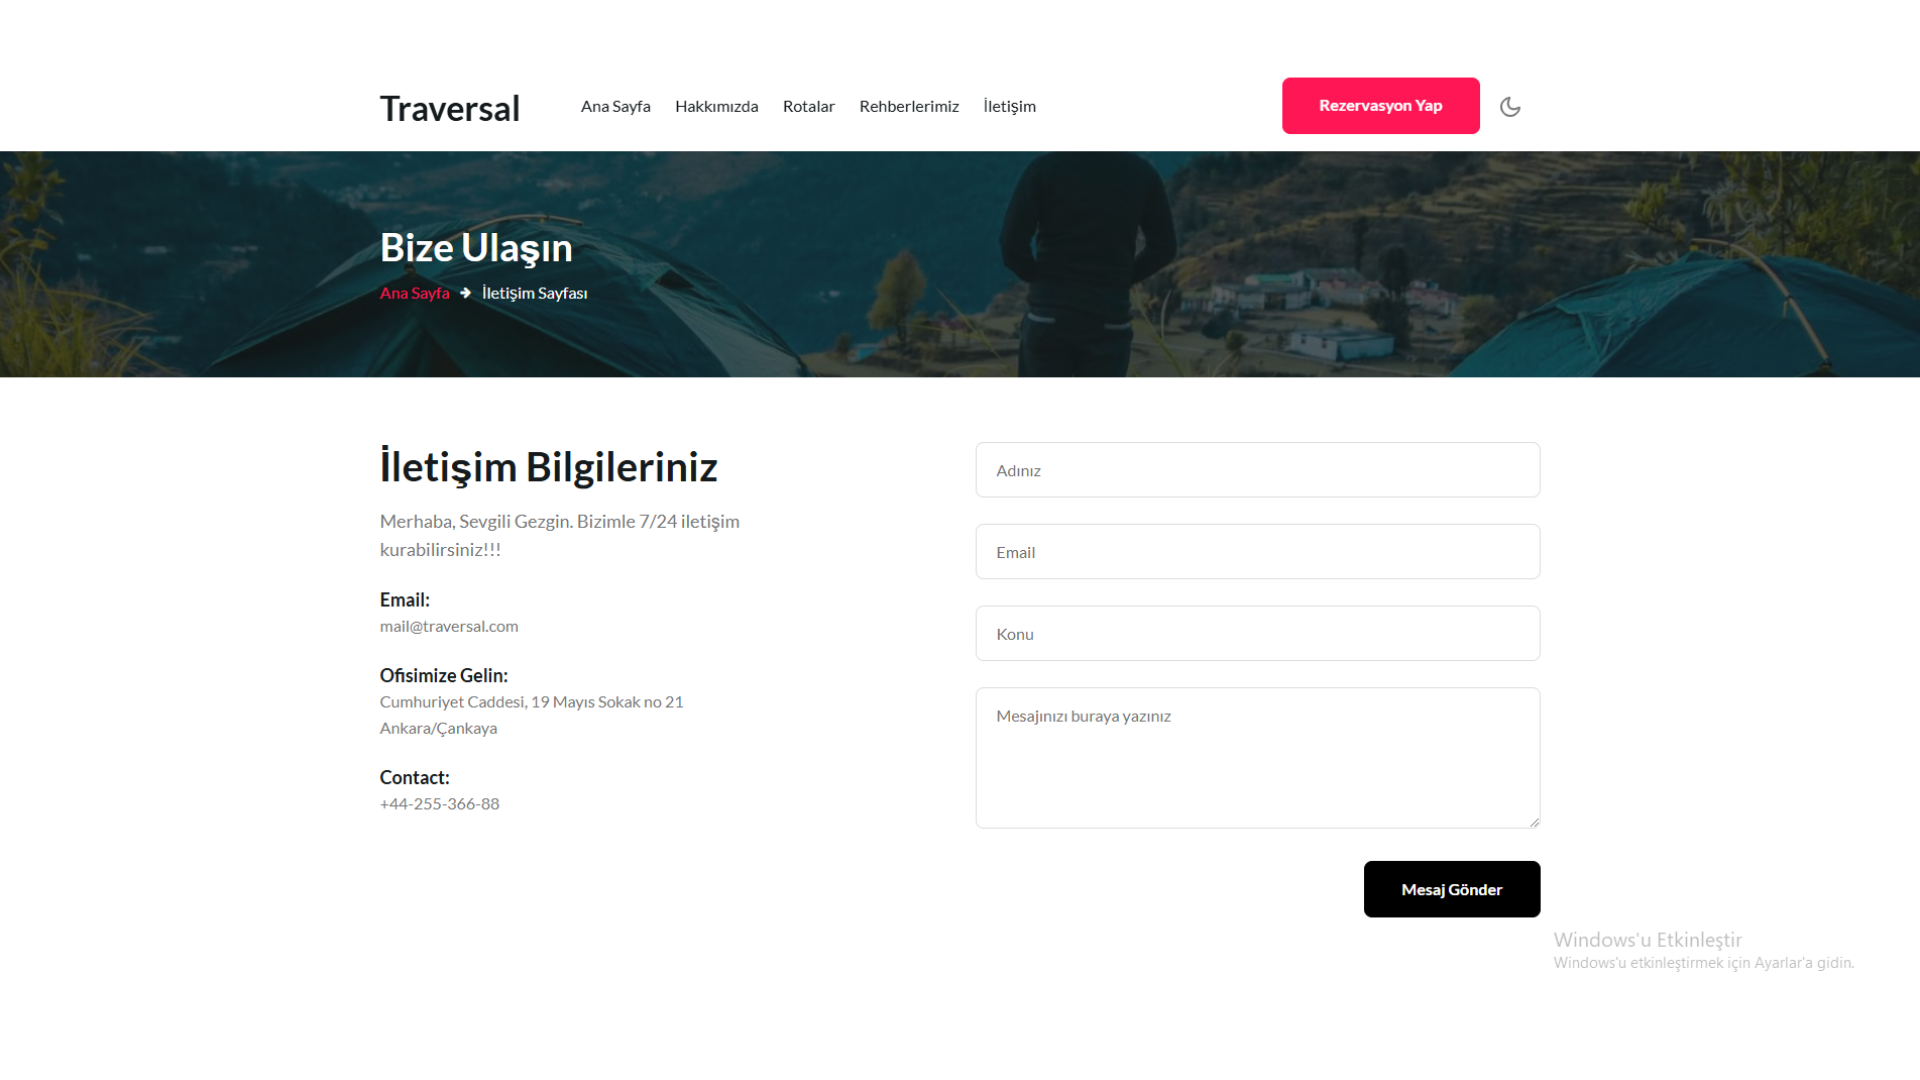 Traversal
Ana Sayfa
Hakkımızda
Rotalar
Rehberlerimiz
İletişim
Rezervasyon Yap
Bize Ulaşın
Ana Sayfa → İletişim Sayfası
İletişim Bilgileriniz
Merhaba, Sevgili Gezgin. Bizimle 7/24 iletişim
kurabilirsiniz!!!
Email:
mail@traversal.com
Ofisimize Gelin:
Cumhuriyet Caddesi, 19 Mayıs Sokak no 21
Ankara/Çankaya
Contact:
+44-255-366-88
Adınız
Email
Konu
Mesajınızı buraya yazınız
Mesaj Gönder
Windows'u Etkinleştir
Windows'u etkinleştirmek için Ayarlar'a gidin.